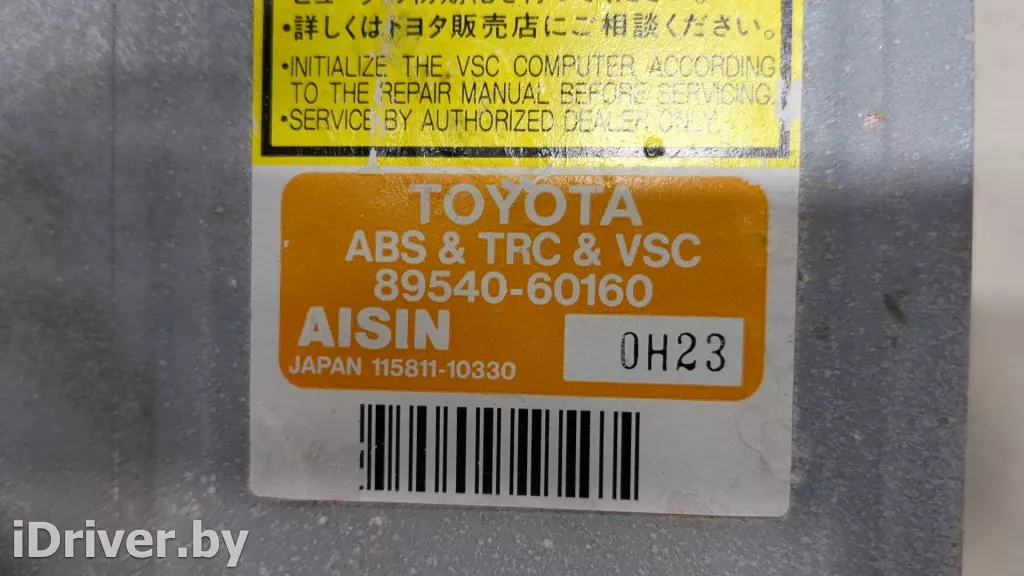 ・詳しくはトヨタ販売店にご相談ください。
・INITIALIZE THE VSC COMPUTER ACCORDING
TO THE REPAIR MANUAL BEFORE SERVICING.
・SERVICE BY AUTHORIZED DEALER ONLY.
TOYOTA
ABS & TRC & VSC
89540-60160
AISIN
0H23
JAPAN 115811-10330
iDriver.by